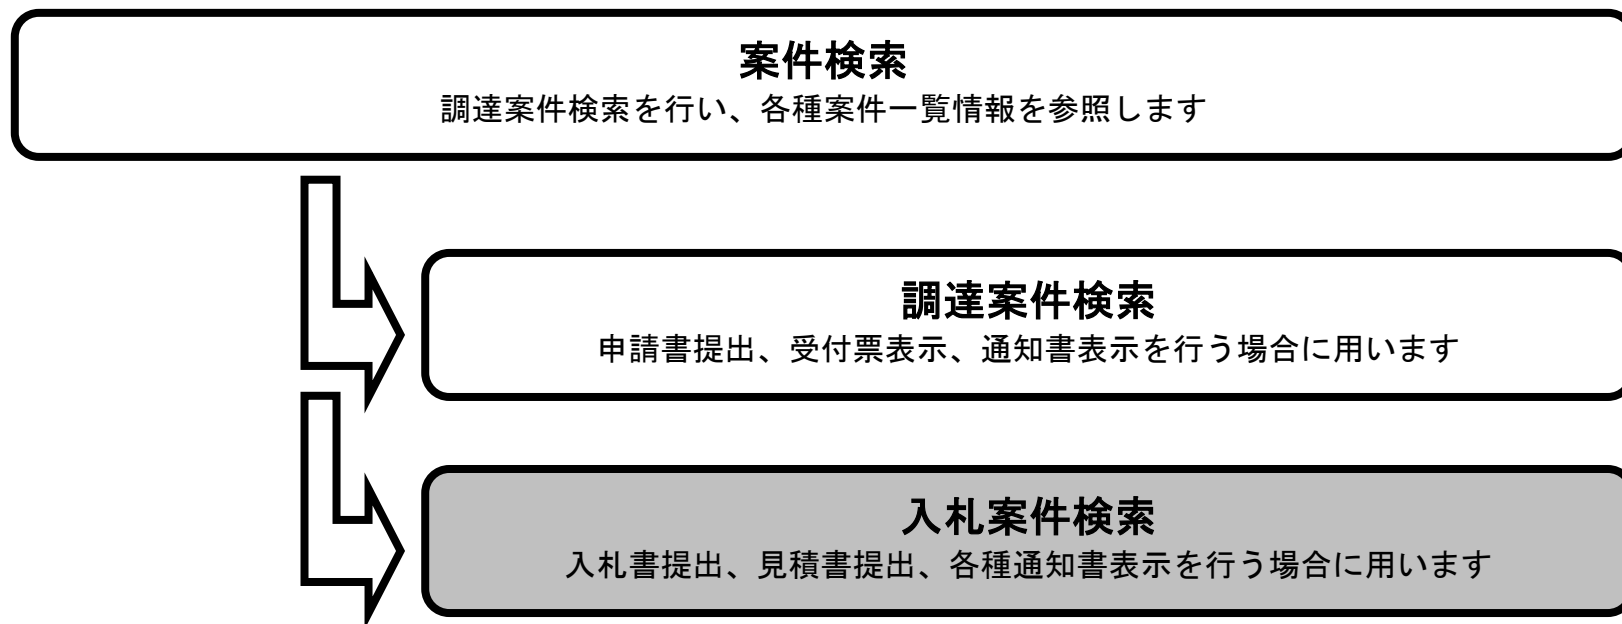 案件検索
調達案件検索を行い、各種案件一覧情報を参照します
調達案件検索
申請書提出、受付票表示、通知書表示を行う場合に用います
入札案件検索
入札書提出、見積書提出、各種通知書表示を行う場合に用います